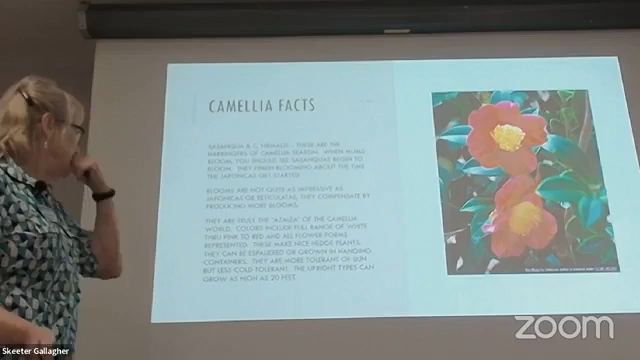 CAMELLIA FACTS
SASANQUA & C. HIEMALIS – THESE ARE THE
HARBINGERS OF CAMELLIA SEASON. WHEN MUMS
BLOOM, YOU SHOULD SEE SASANQUAS BEGIN TO
BLOOM. THEY FINISH BLOOMING ABOUT THE TIME
THE JAPONICAS GET STARTED.
BLOOMS ARE NOT QUITE AS IMPRESSIVE AS
JAPONICAS OR RETICULATAS, THEY COMPENSATE BY
PRODUCING MORE BLOOMS.
THEY ARE TRULY THE "AZALEA" OF THE CAMELLIA
WORLD. COLORS INCLUDE FULL RANGE OF WHITE
THRU PINK TO RED AND ALL FLOWER FORMS
REPRESENTED. THESE MAKE NICE HEDGE PLANTS,
THEY CAN BE ESPALIERED OR GROWN IN HANGING
CONTAINERS. THEY ARE MORE TOLERANT OF SUN
BUT LESS COLD TOLERANT. THE UPRIGHT TYPES CAN
GROW AS HIGH AS 20 FEET.
zoom
Skeeter Gallagher